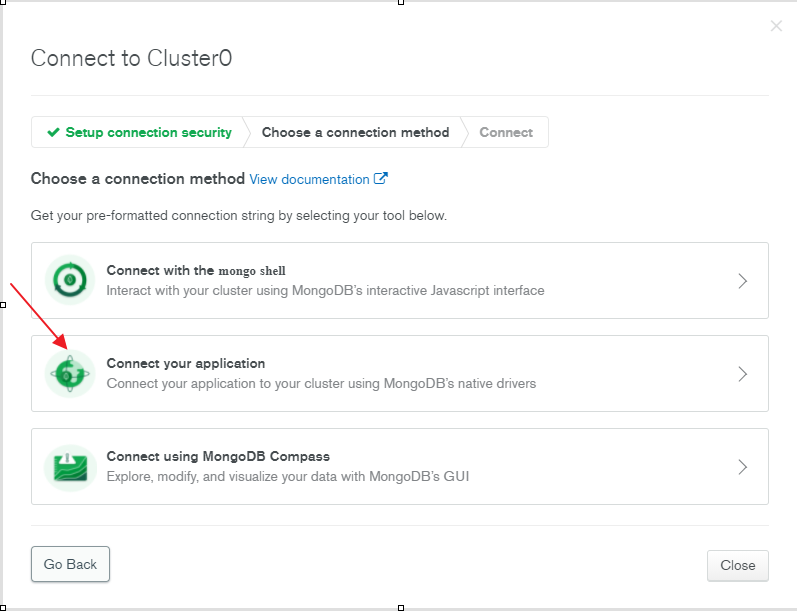 Connect to Cluster0
Setup connection security Choose a connection method Connect
Choose a connection method View documentation
Get your pre-formatted connection string by selecting your tool below.
Connect with the mongo shell
Interact with your cluster using MongoDB's interactive Javascript interface
Connect your application
Connect your application to your cluster using MongoDB's native drivers
Connect using MongoDB Compass
Explore, modify, and visualize your data with MongoDB's GUI
Go Back Close